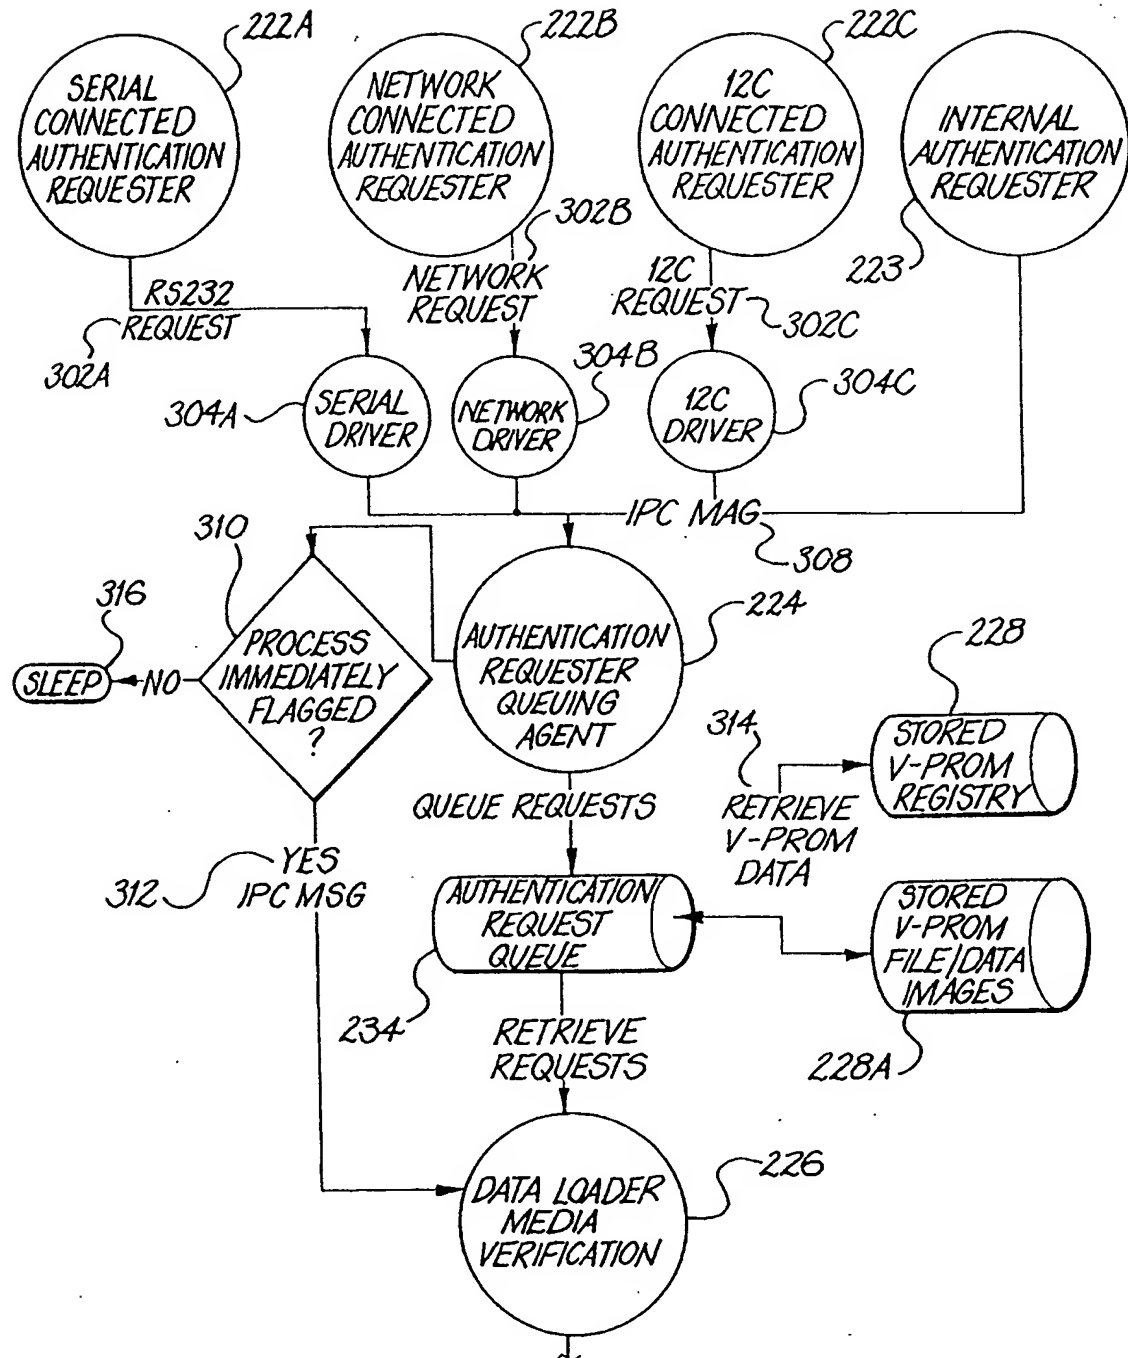 222A
222B
222C
SERIAL
CONNECTED
AUTHENTICATION
REQUESTER
NETWORK
CONNECTED
AUTHENTICATION
REQUESTER
12C
CONNECTED
AUTHENTICATION
REQUESTER
INTERNAL
AUTHENTICATION
REQUESTER
302B
223
RS232
REQUEST
302A
NETWORK
REQUEST
12C
REQUEST
302C
304A
SERIAL
DRIVER
304B
NETWORK
DRIVER
12C
DRIVER
304C
IPC MAG
308
310
316
SLEEP
NO
PROCESS
IMMEDIATELY
FLAGGED
?
AUTHENTICATION
REQUESTER
QUEUING
AGENT
224
228
314
STORED
V-PROM
REGISTRY
RETRIEVE
V-PROM
DATA
QUEUE REQUESTS
312
YES
IPC MSG
AUTHENTICATION
REQUEST
QUEUE
234
STORED
V-PROM
FILE/DATA
IMAGES
228A
RETRIEVE
REQUESTS
226
DATA LOADER
MEDIA
VERIFICATION